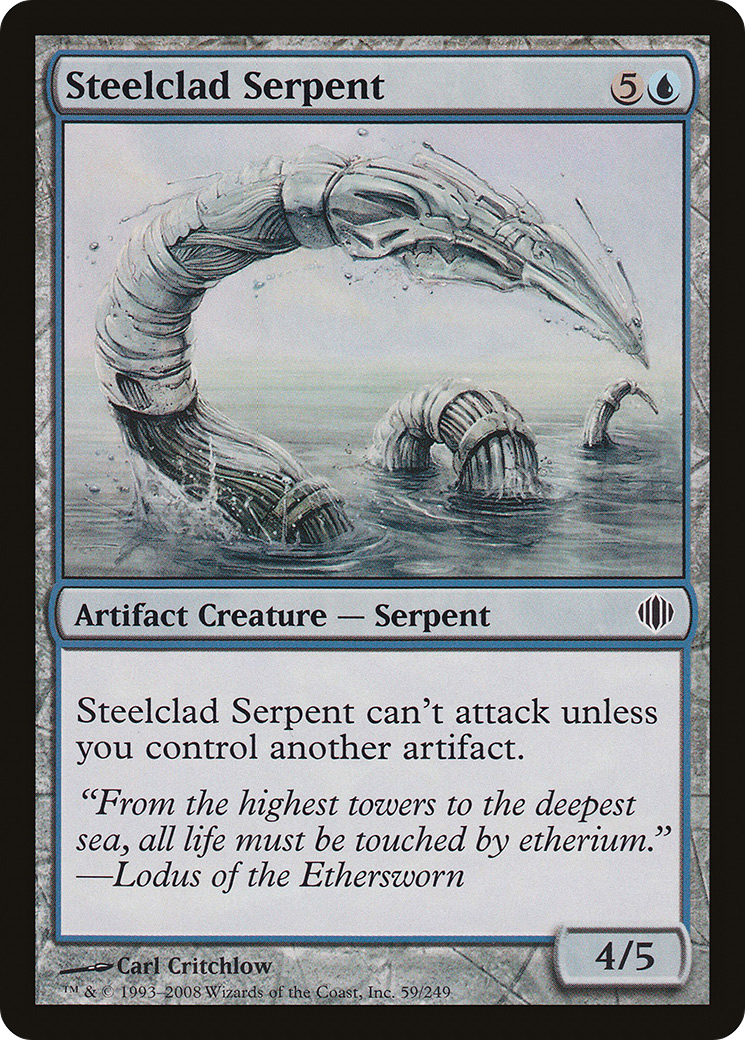 Steelclad Serpent 5
Artifact Creature — Serpent
Steelclad Serpent can't attack unless
you control another artifact.
“From the highest towers to the deepest
sea, all life must be touched by etherium.”
—Lodus of the Ethersworn
4/5
Carl Critchlow
™ & © 1993–2008 Wizards of the Coast, Inc. 59/249